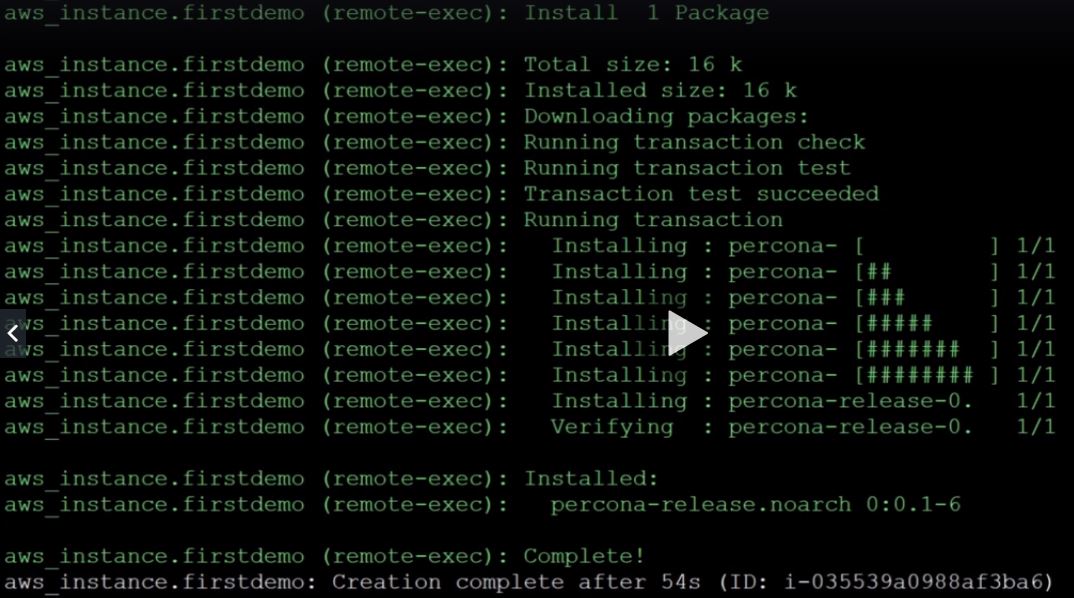 aws_instance.firstdemo (remote-exec): Install  1 Package
aws_instance.firstdemo (remote-exec): Total size: 16 k
aws_instance.firstdemo (remote-exec): Installed size: 16 k
aws_instance.firstdemo (remote-exec): Downloading packages:
aws_instance.firstdemo (remote-exec): Running transaction check
aws_instance.firstdemo (remote-exec): Running transaction test
aws_instance.firstdemo (remote-exec): Transaction test succeeded
aws_instance.firstdemo (remote-exec): Running transaction
aws_instance.firstdemo (remote-exec):   Installing : percona- [         ] 1/1
aws_instance.firstdemo (remote-exec):   Installing : percona- [##       ] 1/1
aws_instance.firstdemo (remote-exec):   Installing : percona- [###      ] 1/1
aws_instance.firstdemo (remote-exec):   Installing : percona- [#####    ] 1/1
aws_instance.firstdemo (remote-exec):   Installing : percona- [#######  ] 1/1
aws_instance.firstdemo (remote-exec):   Installing : percona- [######## ] 1/1
aws_instance.firstdemo (remote-exec):   Installing : percona-release-0.   1/1
aws_instance.firstdemo (remote-exec):   Verifying  : percona-release-0.   1/1
aws_instance.firstdemo (remote-exec): Installed:
aws_instance.firstdemo (remote-exec):   percona-release.noarch 0:0.1-6
aws_instance.firstdemo (remote-exec): Complete!
aws_instance.firstdemo: Creation complete after 54s (ID: i-035539a0988af3ba6)